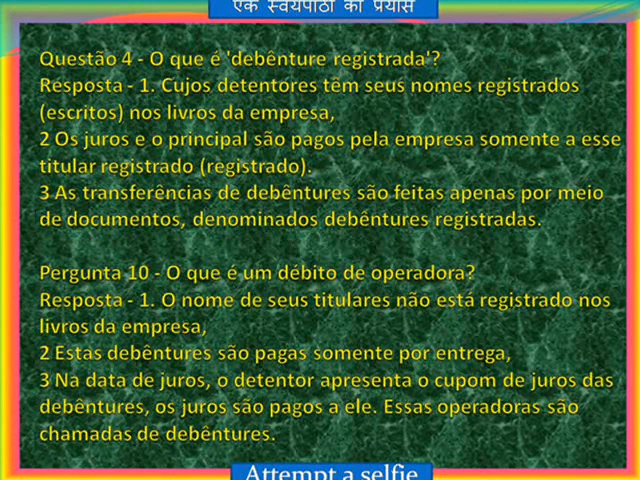 एक स्वयंपाठी का प्रयास
Questão 4 - O que é 'debênture registrada'?
Resposta - 1. Cujos detentores têm seus nomes registrados
(escritos) nos livros da empresa,
2 Os juros e o principal são pagos pela empresa somente a esse
titular registrado (registrado).
3 As transferências de debêntures são feitas apenas por meio
de documentos, denominados debêntures registradas.
Pergunta 10 - O que é um débito de operadora?
Resposta - 1. O nome de seus titulares não está registrado nos
livros da empresa,
2 Estas debêntures são pagas somente por entrega,
3 Na data de juros, o detentor apresenta o cupom de juros das
debêntures, os juros são pagos a ele. Essas operadoras são
chamadas de debêntures.
Attempt a selfie